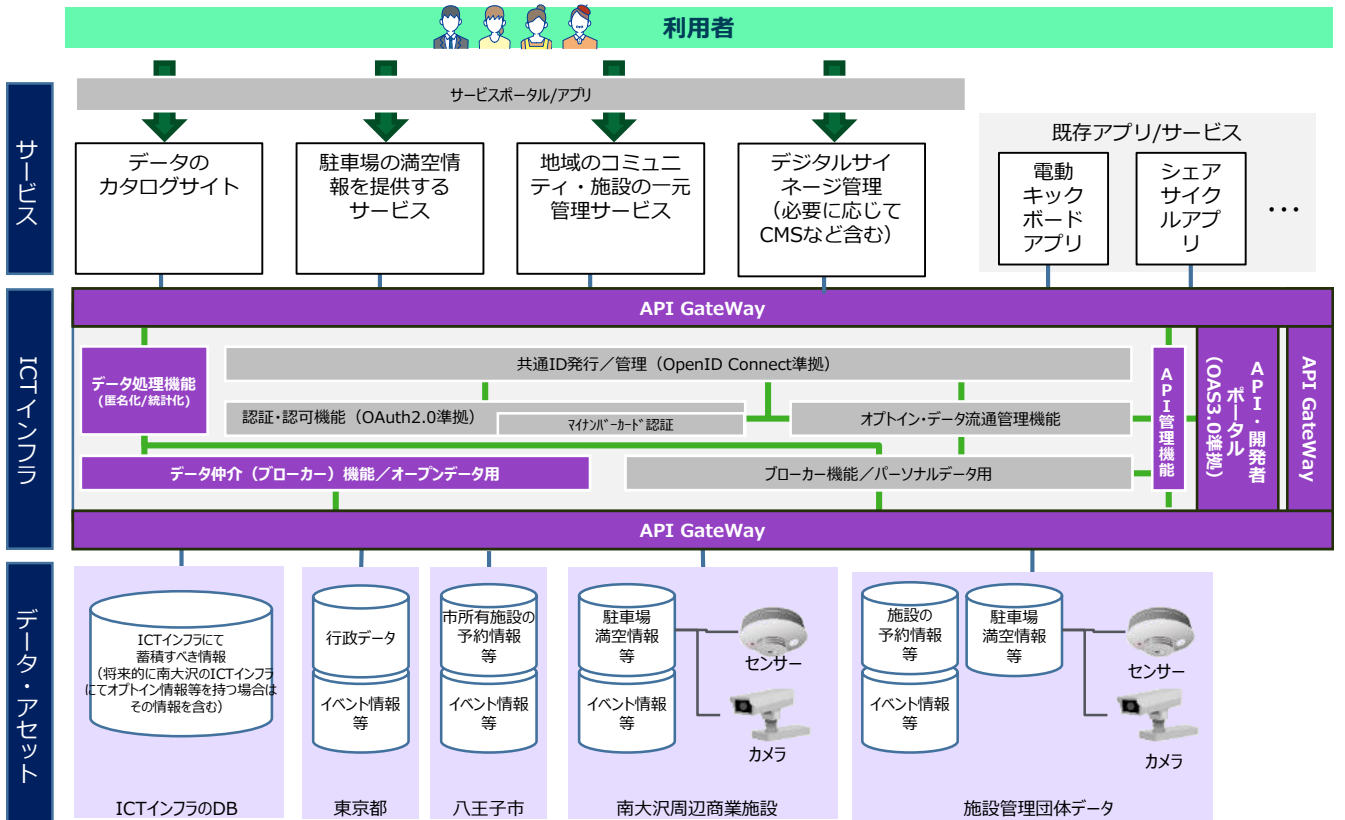 利用者
サービスポータル/アプリ
サービス
データの
カタログサイト
駐車場の満空情
報を提供する
サービス
地域のコミュニ
ティ・施設の一元
管理サービス
デジタルサイ
ネージ管理
（必要に応じて
CMSなど含む）
既存アプリ/サービス
電動
キック
ボード
アプリ
シェア
サイク
ルアプ
リ
…
ICTインフラ
API GateWay
データ処理機能
(匿名化/統計化)
共通ID発行／管理（OpenID Connect準拠）
認証・認可機能（OAuth2.0準拠）
マイナンバーカード認証
オプトイン・データ流通管理機能
データ仲介（ブローカー）機能／オープンデータ用
ブローカー機能／パーソナルデータ用
API管理機能
API・開発者
ポータル
（OAS3.0準拠）
API GateWay
API GateWay
データ・アセット
ICTインフラにて
蓄積すべき情報
（将来的に南大沢のICTインフラ
にてオプトイン情報等を持つ場合は
その情報を含む）
ICTインフラのDB
行政データ
イベント情報
等
東京都
市所有施設の
予約情報
等
イベント情報
等
八王子市
駐車場
満空情報
等
イベント情報
等
センサー
カメラ
南大沢周辺商業施設
施設の
予約情報
等
イベント情報
等
駐車場
満空情報
等
センサー
カメラ
施設管理団体データ